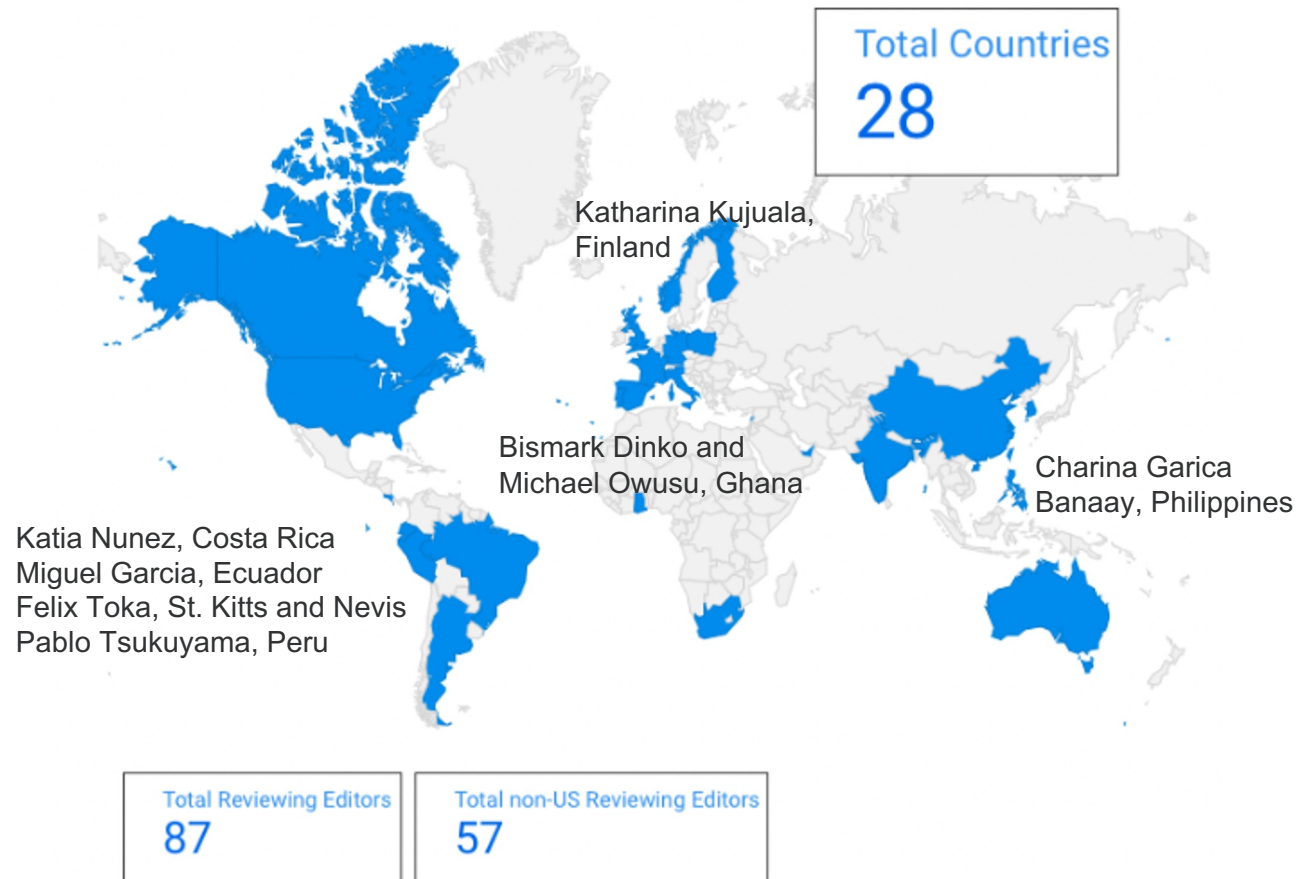 Total Countries
28
Katharina Kujuala,
Finland
Bismark Dinko and
Michael Owusu, Ghana
Charina Garica
Banaay, Philippines
Katia Nunez, Costa Rica
Miguel Garcia, Ecuador
Felix Toka, St. Kitts and Nevis
Pablo Tsukuyama, Peru
Total Reviewing Editors
87
Total non-US Reviewing Editors
57